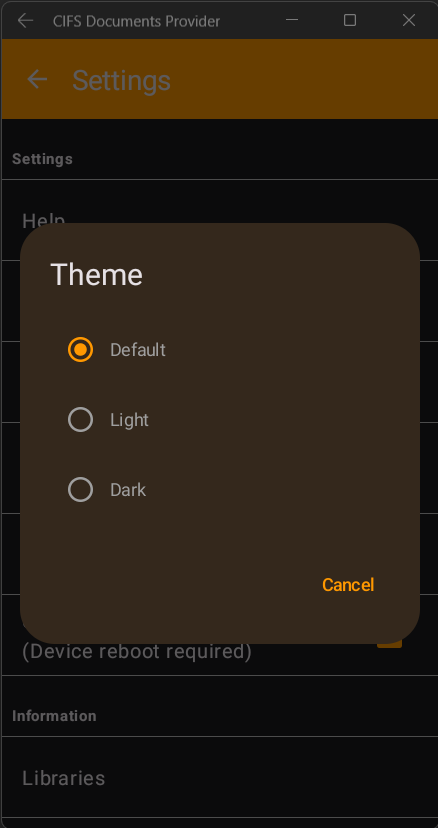 CIFS Documents Provider
Settings
Settings
Help
Theme
Default
Light
Dark
Cancel
(Device reboot required)
Information
Libraries